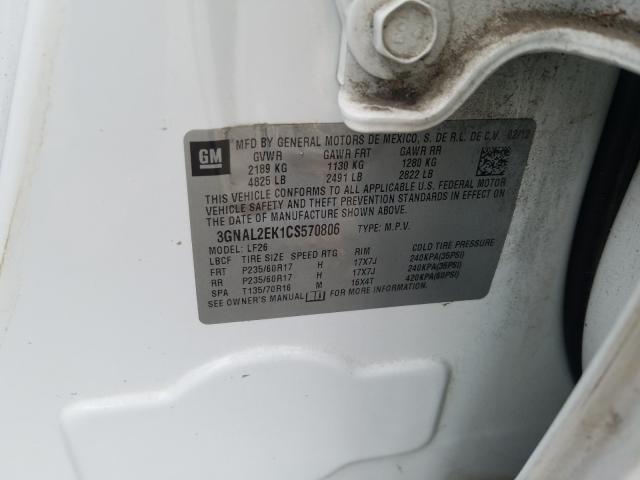 GM
MFD BY GENERAL MOTORS DE MEXICO, S. DE R.L. DE C.V. 02/12
GVWR GAWR FRT GAWR RR
2189 KG 1130 KG 1280 KG
4825 LB 2491 LB 2822 LB
THIS VEHICLE CONFORMS TO ALL APPLICABLE U.S. FEDERAL MOTOR
VEHICLE SAFETY AND THEFT PREVENTION STANDARDS IN EFFECT
ON THE DATE OF MANUFACTURE SHOWN ABOVE.
3GNAL2EK1CS570806 TYPE: M.P.V.
MODEL: LF26
LBCF TIRE SIZE SPEED RTG RIM COLD TIRE PRESSURE
FRT P235/60R17 H 17X7J 240KPA(35PSI)
RR P235/60R17 H 17X7J 240KPA(35PSI)
SPA T135/70R16 M 16X4T 420KPA(60PSI)
SEE OWNER'S MANUAL FOR MORE INFORMATION.